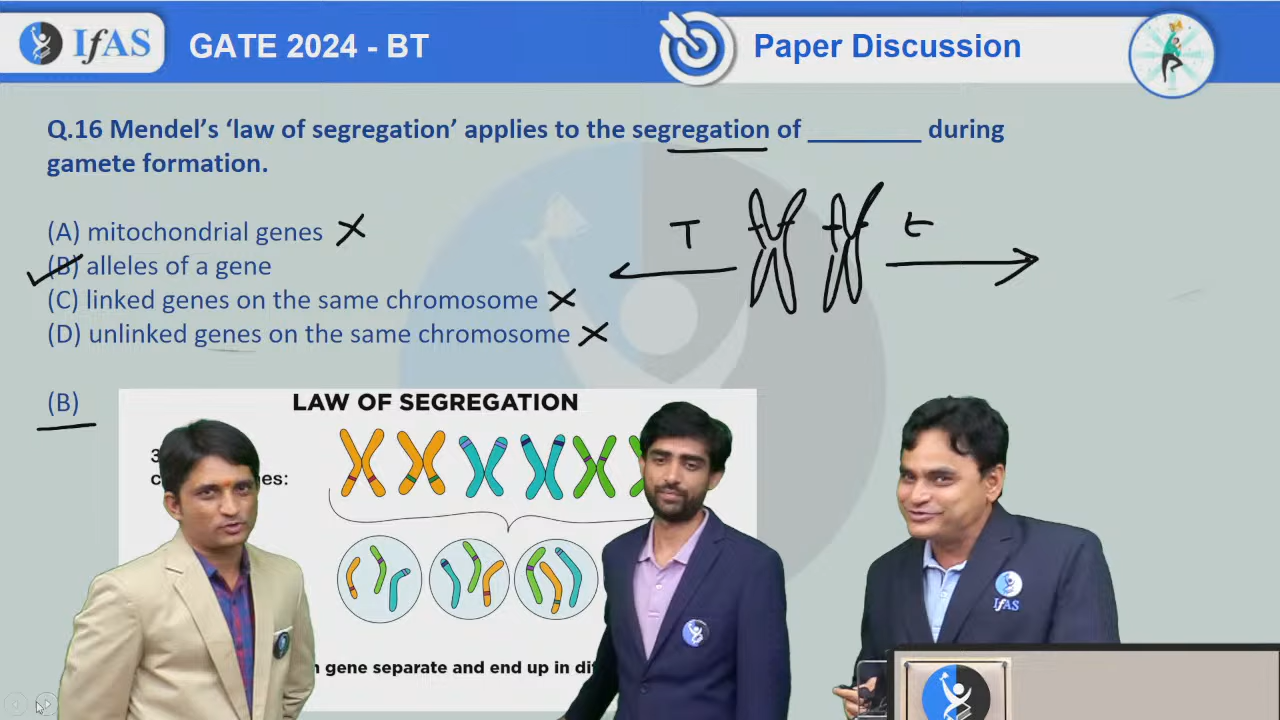 IfAS
GATE 2024 - BT
Paper Discussion
Q.16 Mendel's 'law of segregation' applies to the segregation of ________ during
gamete formation.
(A) mitochondrial genes
(B) alleles of a gene
(C) linked genes on the same chromosome
(D) unlinked genes on the same chromosome
T
t
(B)
LAW OF SEGREGATION
gene separate and end up in
IfAS